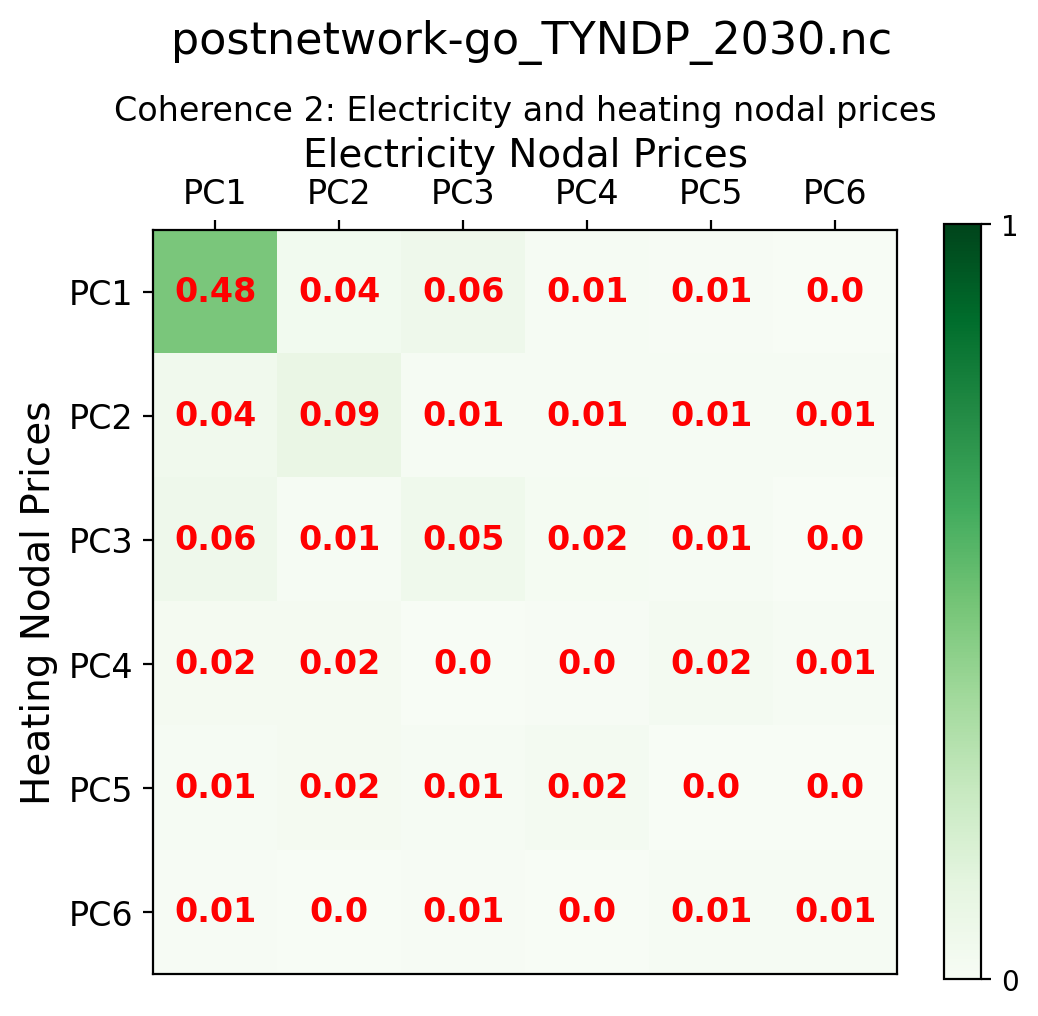 postnetwork-go_TYNDP_2030.nc
Coherence 2: Electricity and heating nodal prices
Electricity Nodal Prices
PC1 PC2 PC3 PC4 PC5 PC6
1
PC1 0.48 0.04 0.06 0.01 0.01 0.0
PC2 0.04 0.09 0.01 0.01 0.01 0.01
PC3 0.06 0.01 0.05 0.02 0.01 0.0
PC4 0.02 0.02 0.0 0.0 0.02 0.01
PC5 0.01 0.02 0.01 0.02 0.0 0.0
PC6 0.01 0.0 0.01 0.0 0.01 0.01
0
Heating Nodal Prices